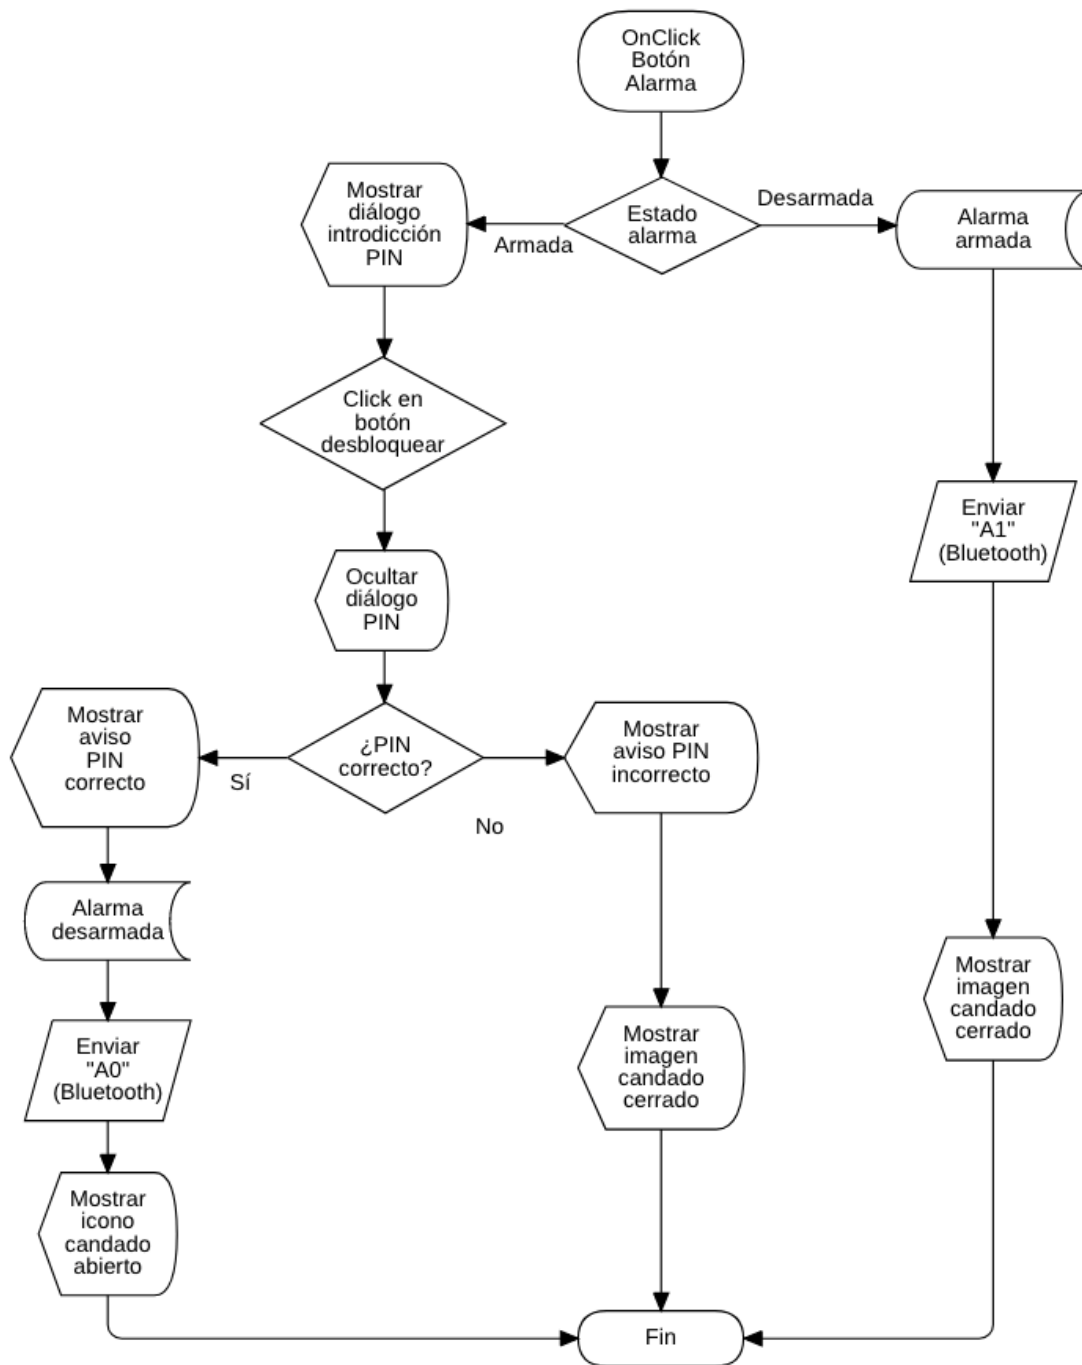 OnClick
Botón
Alarma
Mostrar
diálogo
introdicción
PIN
Armada
Estado
alarma
Desarmada
Alarma
armada
Click en
botón
desbloquear
Enviar
"A1"
(Bluetooth)
Ocultar
diálogo
PIN
Mostrar
aviso
PIN
correcto
Sí
¿PIN
correcto?
No
Mostrar
aviso PIN
incorrecto
Alarma
desarmada
Mostrar
imagen
candado
cerrado
Enviar
"A0"
(Bluetooth)
Mostrar
imagen
candado
cerrado
Mostrar
icono
candado
abierto
Fin